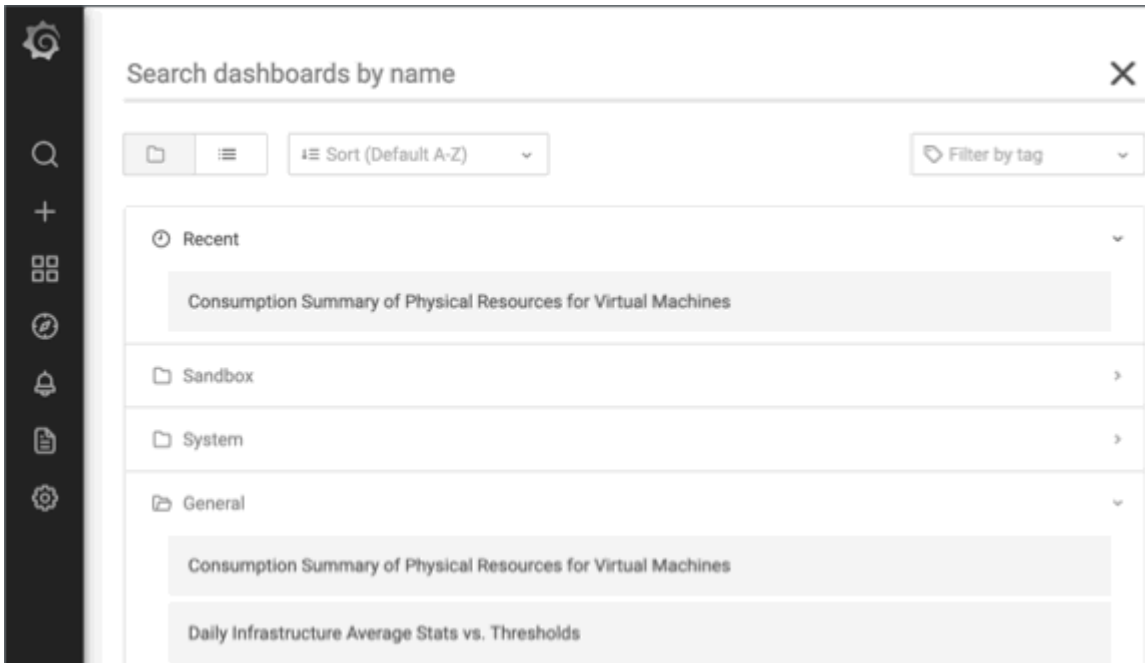 Search dashboards by name
Sort (Default A-Z)
Filter by tag
Recent
Consumption Summary of Physical Resources for Virtual Machines
Sandbox
System
General
Consumption Summary of Physical Resources for Virtual Machines
Daily Infrastructure Average Stats vs. Thresholds